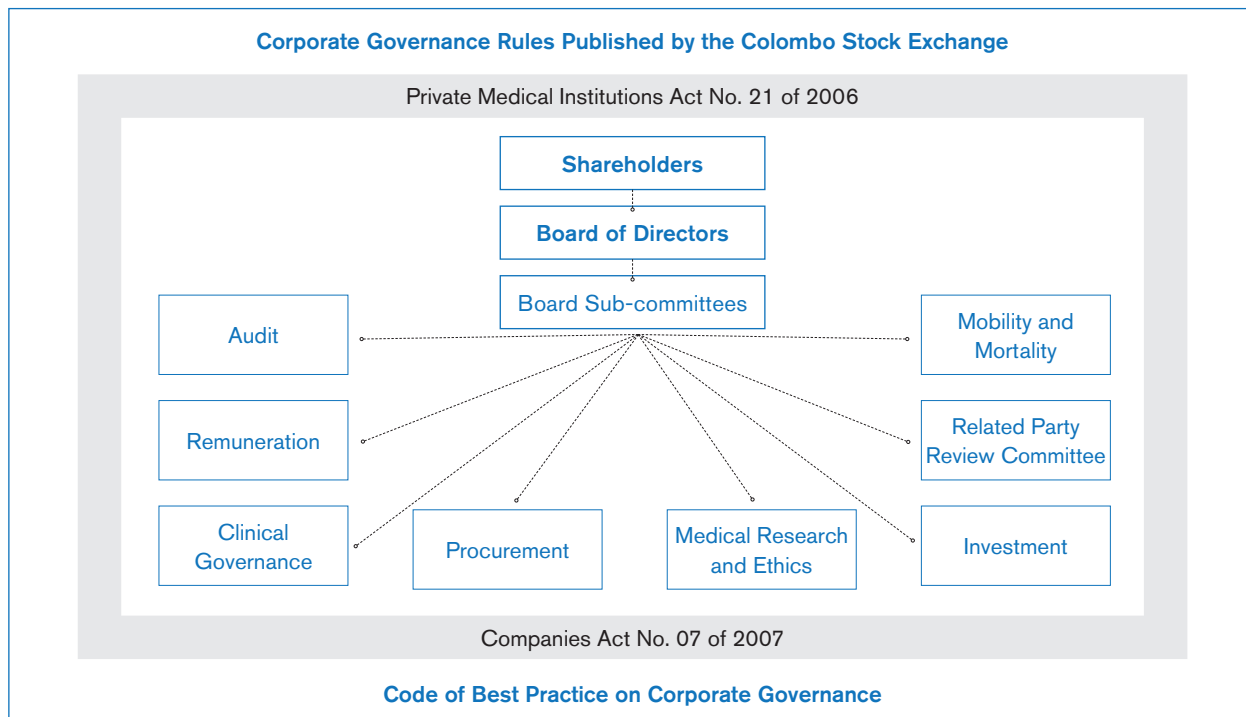 Corporate Governance Rules Published by the Colombo Stock Exchange
Private Medical Institutions Act No. 21 of 2006
Shareholders
Board of Directors
Board Sub-committees
Audit
Mobility and
Mortality
Remuneration
Related Party
Review Committee
Clinical
Governance
Procurement
Medical Research
and Ethics
Investment
Companies Act No. 07 of 2007
Code of Best Practice on Corporate Governance